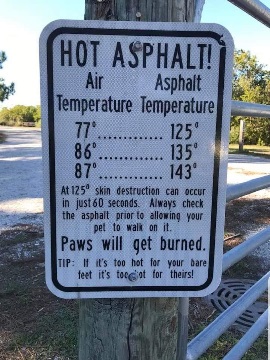 HOT ASPHALT!
Air Asphalt
Temperature Temperature
77°.............125°
86°.............135°
87°.............143°
At 125° skin destruction can occur
in just 60 seconds. Always check
the asphalt prior to allowing your
pet to walk on it.
Paws will get burned.
TIP: If it's too hot for your bare
feet it's too hot for theirs!